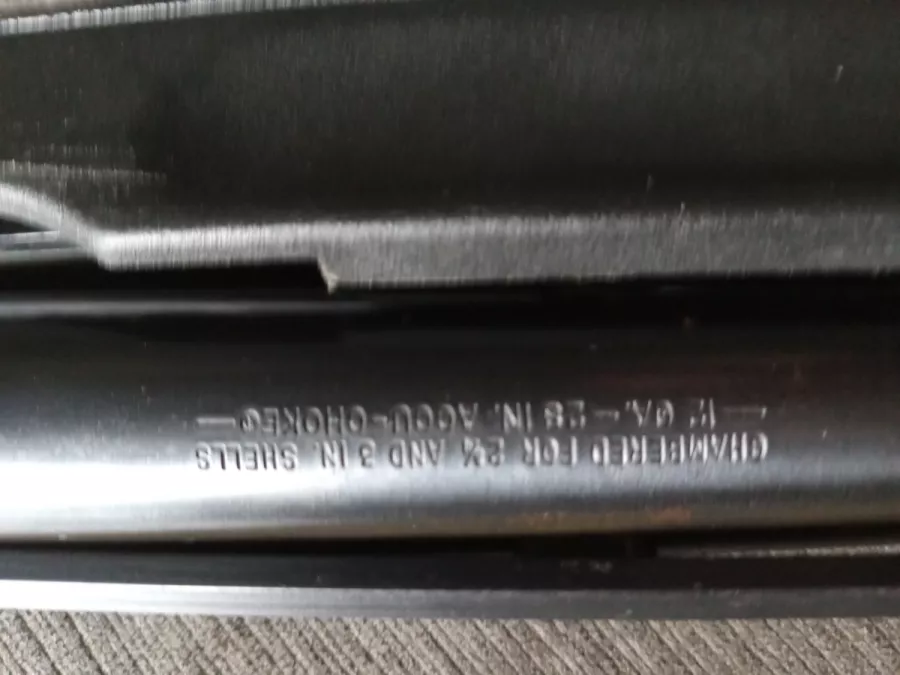 CHAMBERED FOR 2¾ AND 3 IN. SHELLS
—12 GA.—28 IN. ACCU-CHOKE®—